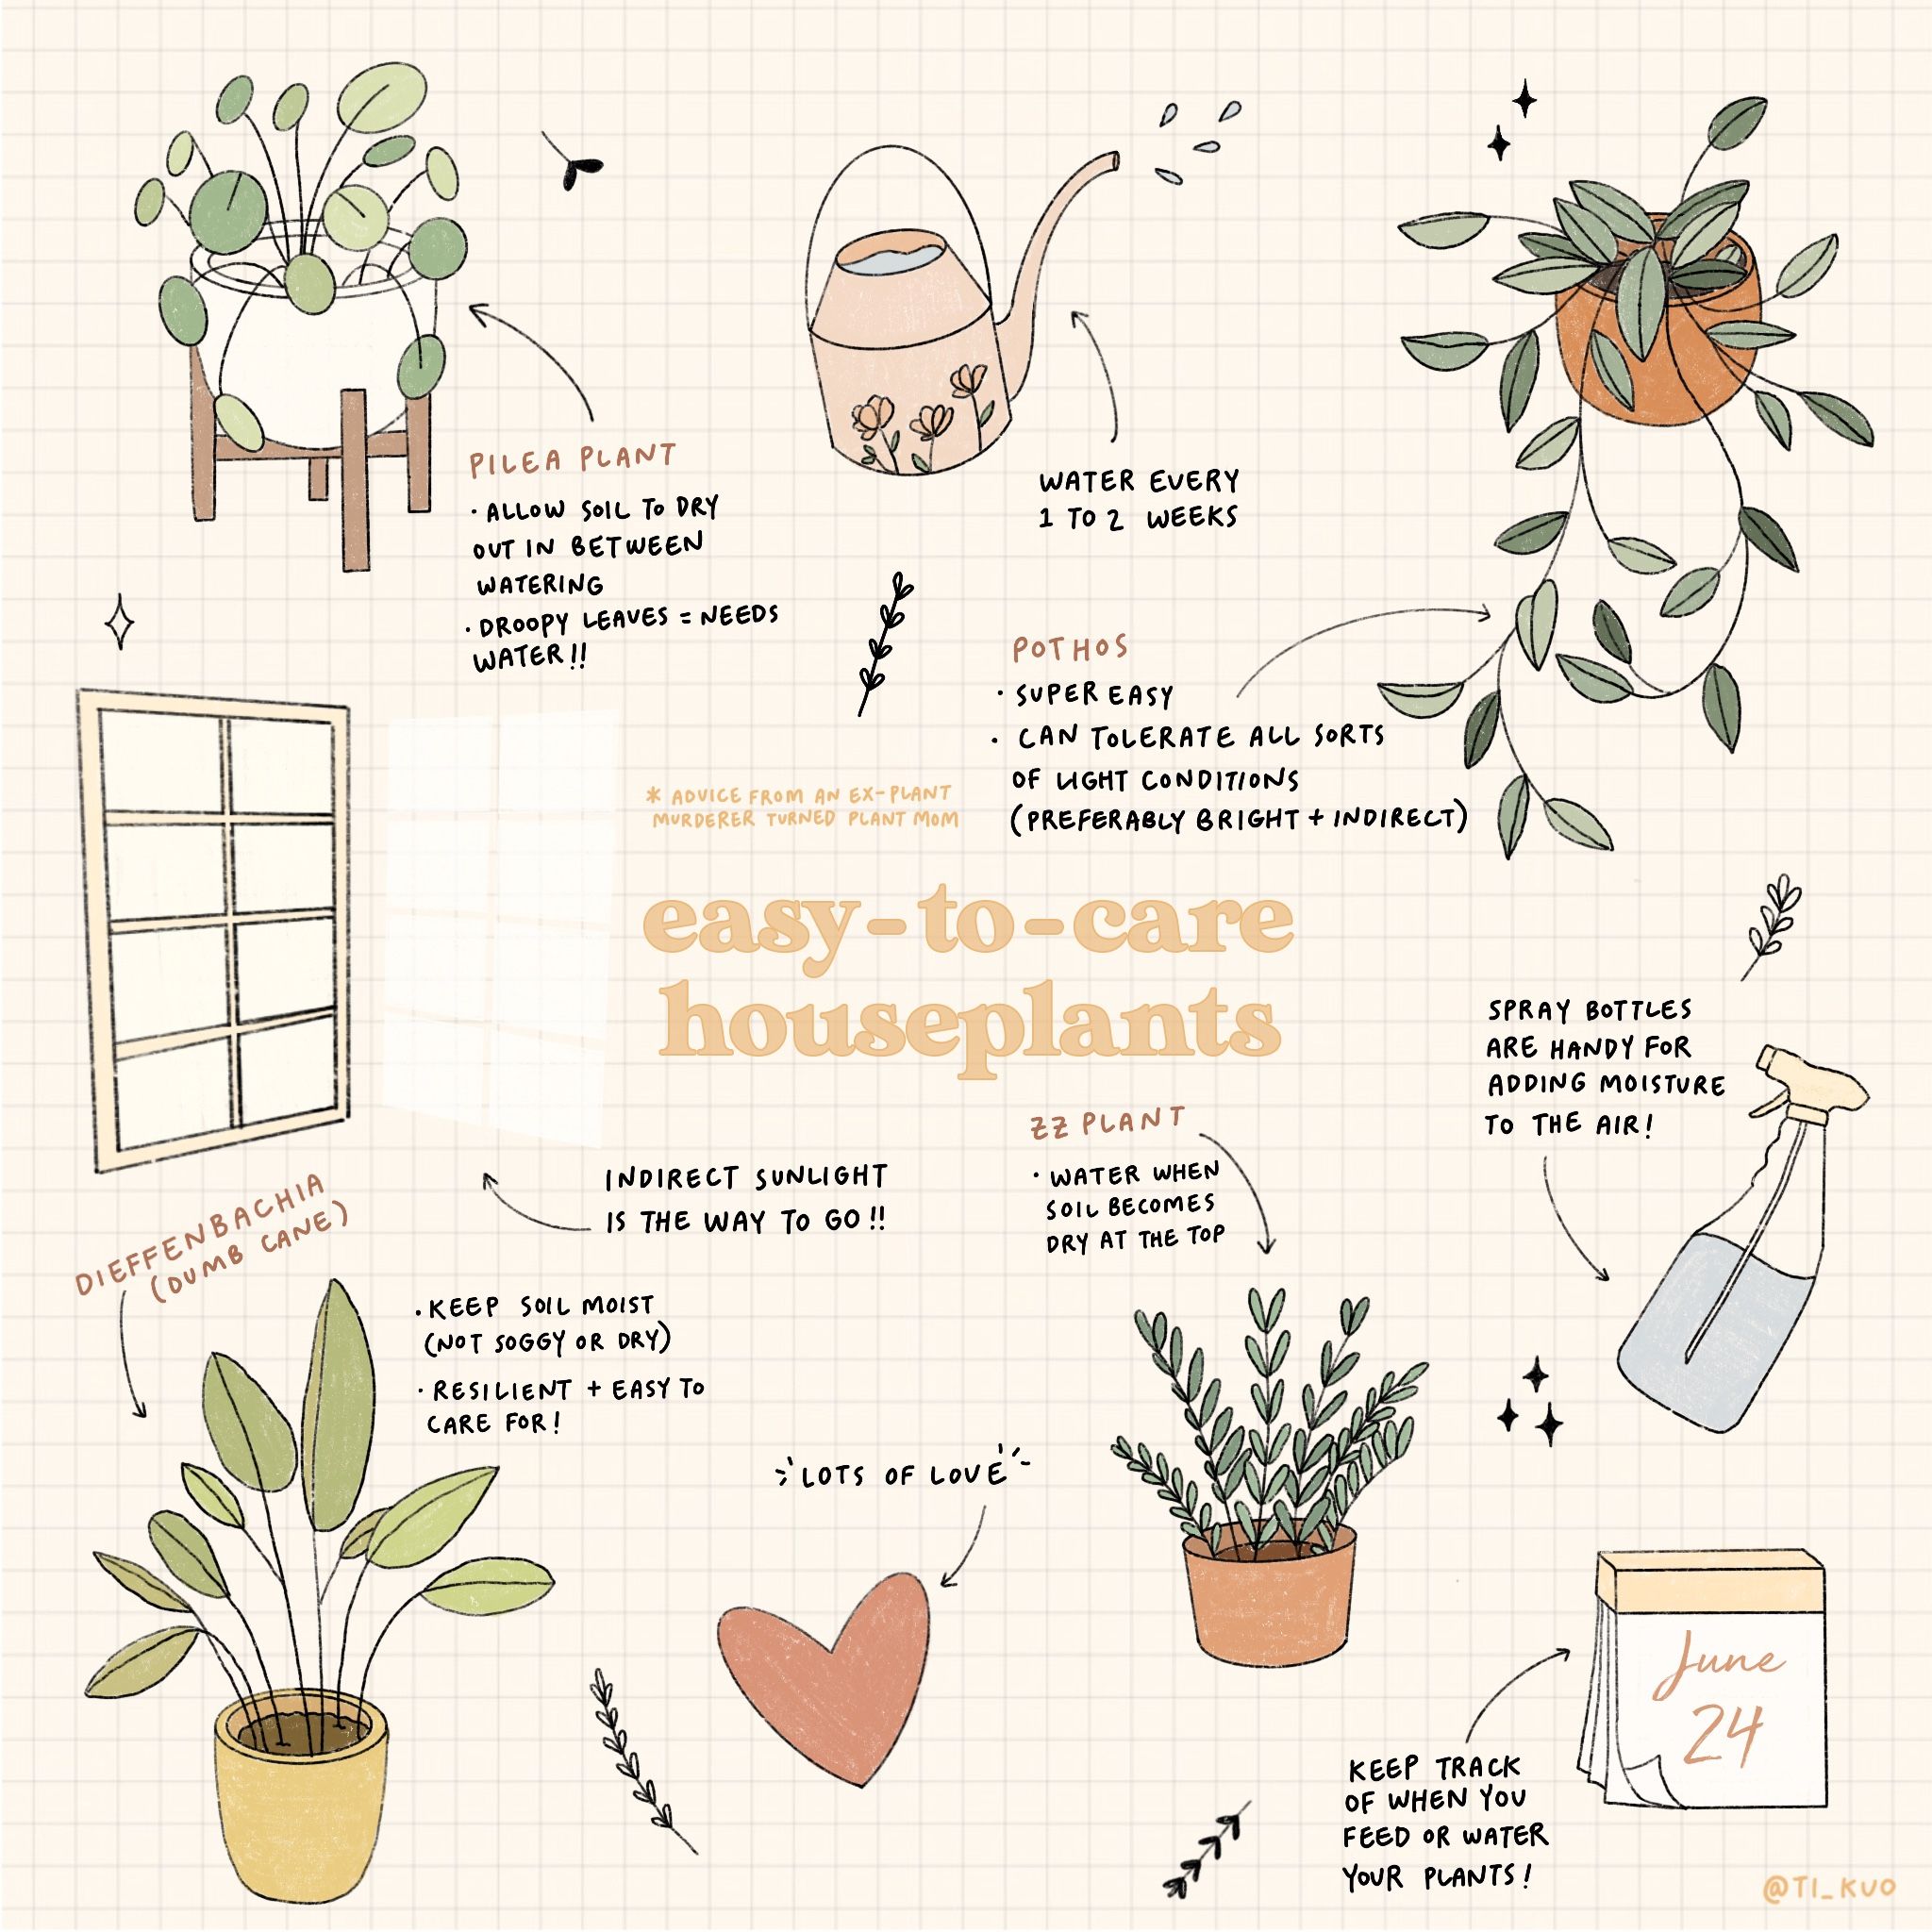 PILEA PLANT
• ALLOW SOIL TO DRY
OUT IN BETWEEN
WATERING
• DROOPY LEAVES = NEEDS
WATER!!
WATER EVERY
1 TO 2 WEEKS
POTHOS
• SUPER EASY
• CAN TOLERATE ALL SORTS
OF LIGHT CONDITIONS
(PREFERABLY BRIGHT + INDIRECT)
* ADVICE FROM AN EX-PLANT
MURDERER TURNED PLANT MOM
easy-to-care
houseplants
SPRAY BOTTLES
ARE HANDY FOR
ADDING MOISTURE
TO THE AIR!
INDIRECT SUNLIGHT
IS THE WAY TO GO!!
ZZ PLANT
• WATER WHEN
SOIL BECOMES
DRY AT THE TOP
DIEFFENBACHIA
(DUMB CANE)
• KEEP SOIL MOIST
(NOT SOGGY OR DRY)
• RESILIENT + EASY TO
CARE FOR!
LOTS OF LOVE
June
24
KEEP TRACK
OF WHEN YOU
FEED OR WATER
YOUR PLANTS!
@TI_KUO